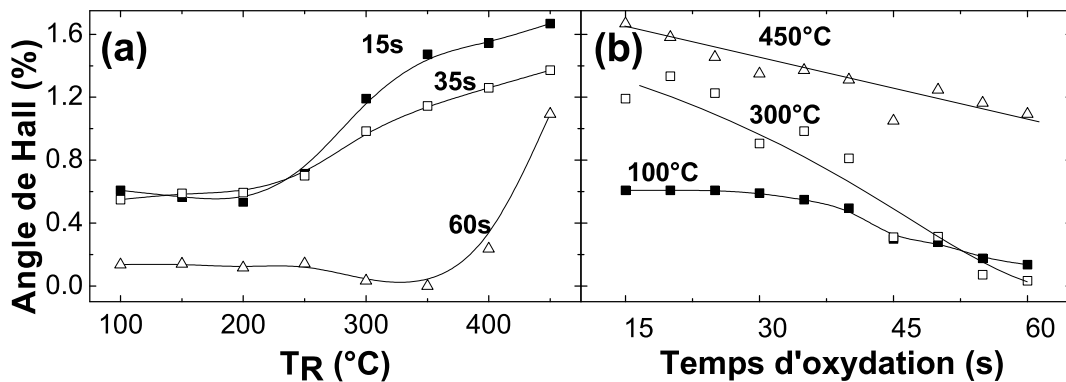 (a)
15s
35s
60s
Angle de Hall (%)
1.6
1.2
0.8
0.4
0.0
100
200
300
400
TR (°C)
(b)
450°C
300°C
100°C
15
30
45
60
Temps d'oxydation (s)